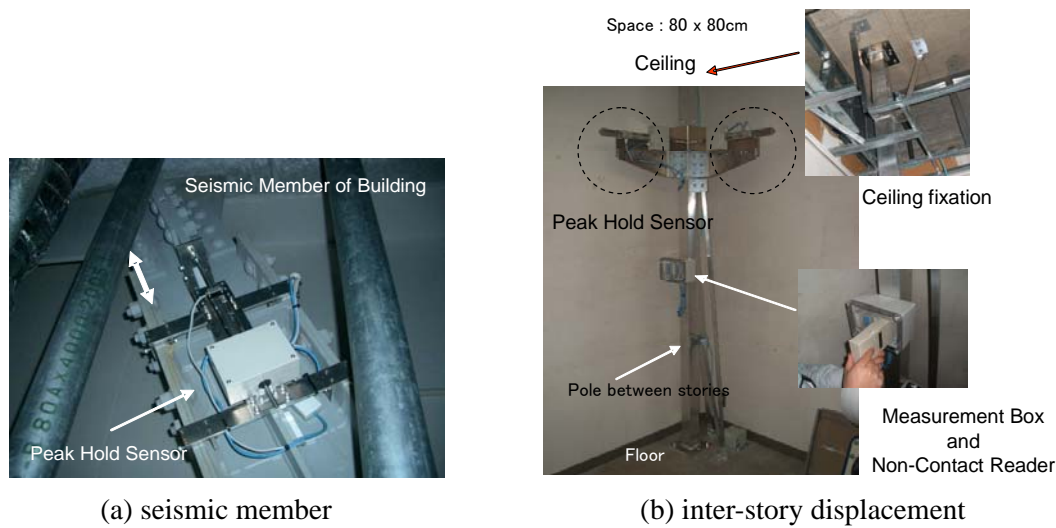 Space : 80 x 80cm
Ceiling
Ceiling fixation
Seismic Member of Building
Peak Hold Sensor
Peak Hold Sensor
Pole between stories
Floor
Measurement Box
and
Non-Contact Reader
(a) seismic member
(b) inter-story displacement